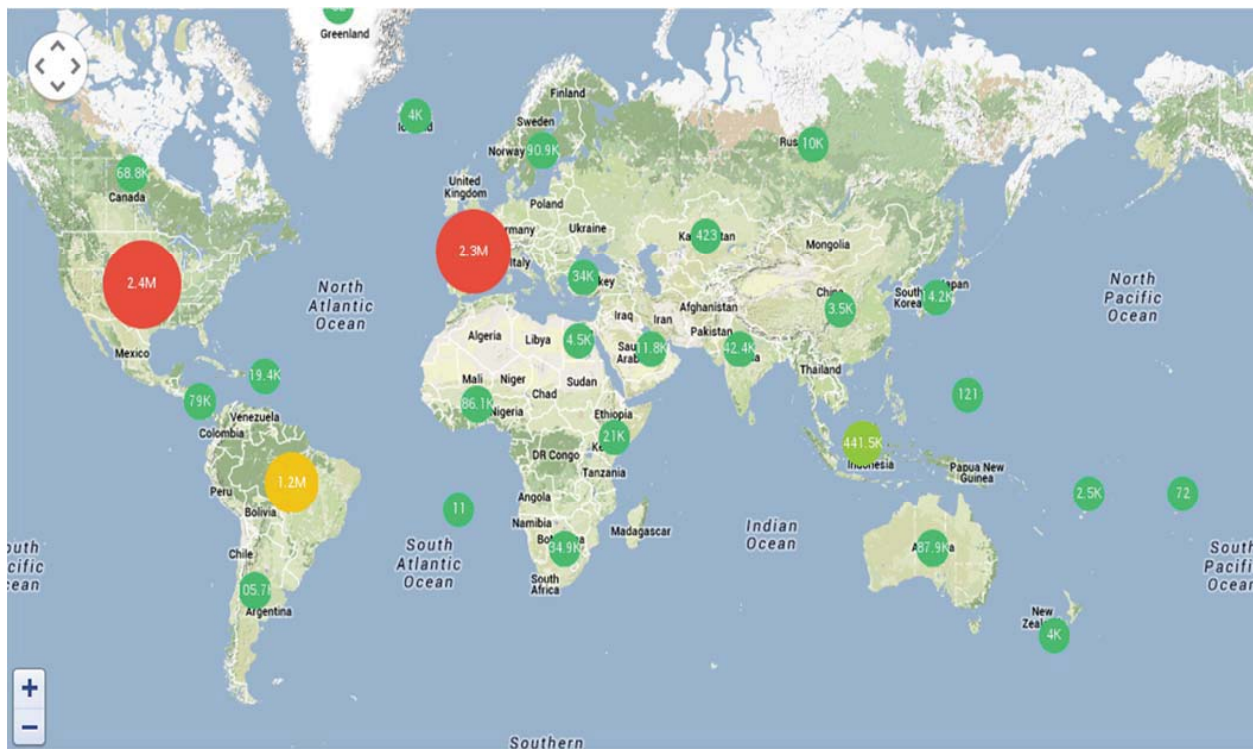 Greenland
4K
Finland
Sweden
Norway
90.9K
10K
68.8K
Canada
United
Kingdom
Poland
Ukraine
2.3M
Italy
423
Mongolia
2.4M
North
Atlantic
Ocean
34K
North
Pacific
Ocean
South
Korea
Japan
14.2K
China
3.5K
Afghanistan
Iraq
Iran
Pakistan
Algeria
Libya
4.5K
11.8K
42.4K
Mexico
Thailand
19.4K
Mali
Niger
Chad
Sudan
79K
86.1K
Nigeria
Ethiopia
121
Venezuela
Colombia
21K
DR Congo
Tanzania
441.5K
Indonesia
Papua New
Guinea
1.2M
Peru
Bolivia
Angola
11
2.5K
72
Namibia
Madagascar
Indian
Ocean
34.9K
87.9K
Chile
South
Atlantic
Ocean
South
Africa
105.7K
Argentina
New
4K
+
−
Southern